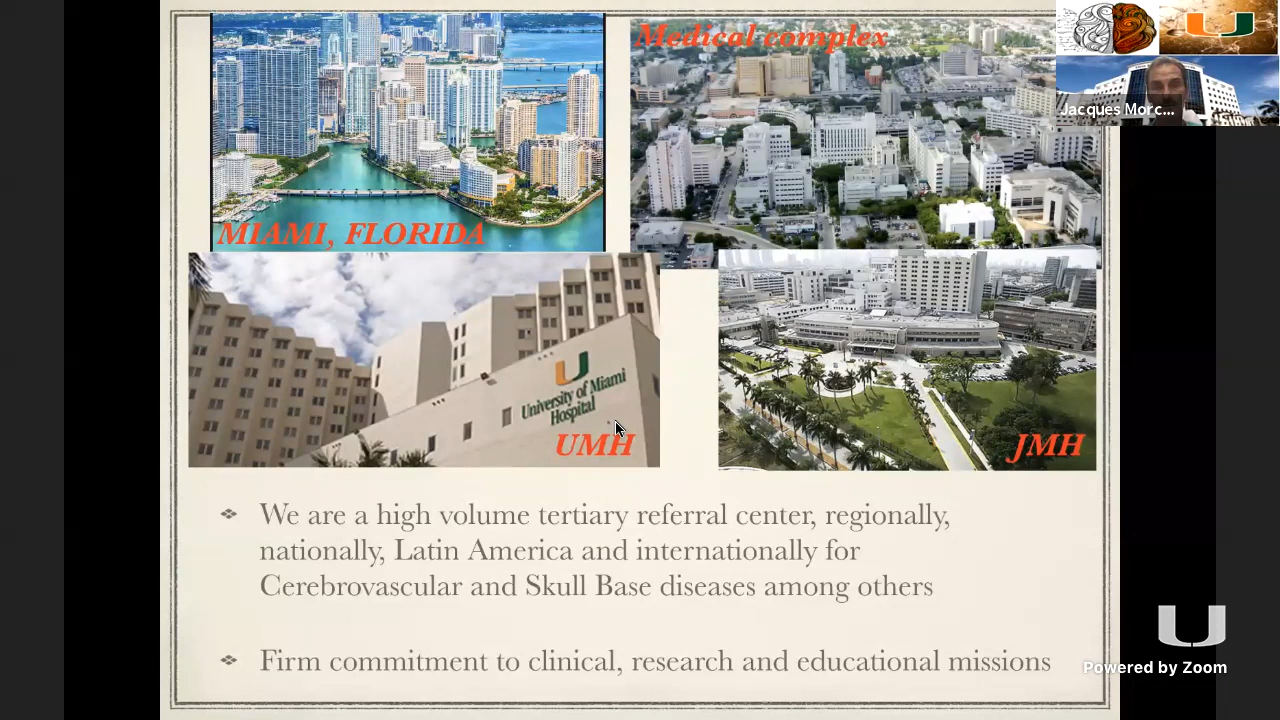 Medical complex
Jacques Morc...
MIAMI, FLORIDA
University of Miami
Hospital
UMH
JMH
We are a high volume tertiary referral center, regionally,
nationally, Latin America and internationally for
Cerebrovascular and Skull Base diseases among others
Firm commitment to clinical, research and educational missions
Powered by Zoom